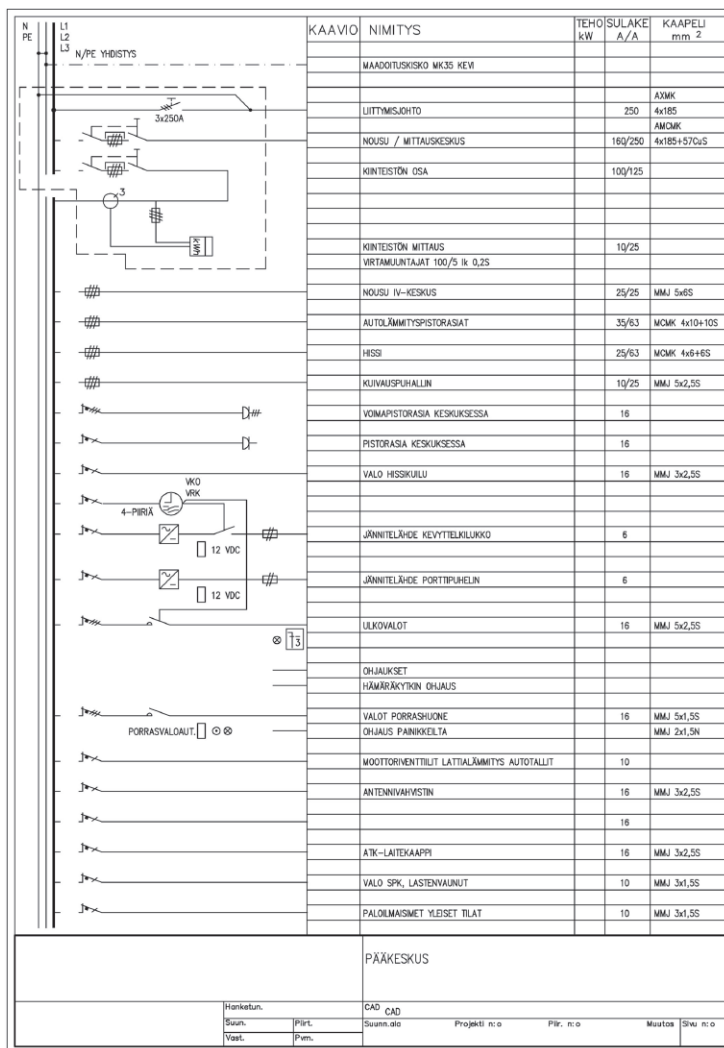 N L1 KAAVIO NIMITYS TEHO SULAKE KAAPELI
PE L2 kW A/A mm 2
L3
N/PE YHDISTYS
MAADOITUSKISKO MK35 KEVI
AXMK
LIITTYMISJOHTO 250 4x185
3x250A
AMCMK
NOUSU / MITTAUSKESKUS 160/250 4x185+57CuS
KIINTEISTÖN OSA 100/125
3
kWh
KIINTEISTÖN MITTAUS 10/25
VIRTAMUUNTAJAT 100/5 lk 0,2S
NOUSU IV-KESKUS 25/25 MMJ 5x6S
AUTOLÄMMITYSPISTORASIAT 35/63 MCMK 4x10+10S
HISSI 25/63 MCMK 4x6+6S
KUIVAUSPUHALLIN 10/25 MMJ 5x2,5S
VOIMAPISTORASIA KESKUKSESSA 16
PISTORASIA KESKUKSESSA 16
VALO HISSIKUILU 16 MMJ 3x2,5S
VKO
VRK
4-PIIRIÄ
JÄNNITELÄHDE KEVYTTELKILUKKO 6
12 VDC
JÄNNITELÄHDE PORTTIPUHELIN 6
12 VDC
ULKOVALOT 16 MMJ 5x2,5S
3
OHJAUKSET
HÄMÄRÄKYTKIN OHJAUS
VALOT PORRASHUONE 16 MMJ 5x1,5S
PORRASVALOAUT. OHJAUS PAINIKKEILTA MMJ 2x1,5N
MOOTTORIVENTTIILIT LATTIALÄMMITYS AUTOTALLIT 10
ANTENNIVAHVISTIN 16 MMJ 3x2,5S
16
ATK-LAITEKAAPPI 16 MMJ 3x2,5S
VALO SPK, LASTENVAUNUT 10 MMJ 3x1,5S
PALOILMAISIMET YLEISET TILAT 10 MMJ 3x1,5S
PÄÄKESKUS
Hanketun. CAD CAD
Suun. Piirt. Suunn.ala Projekti n:o Piir. n:o Muutos Sivu n:o
Vast. Pvm.